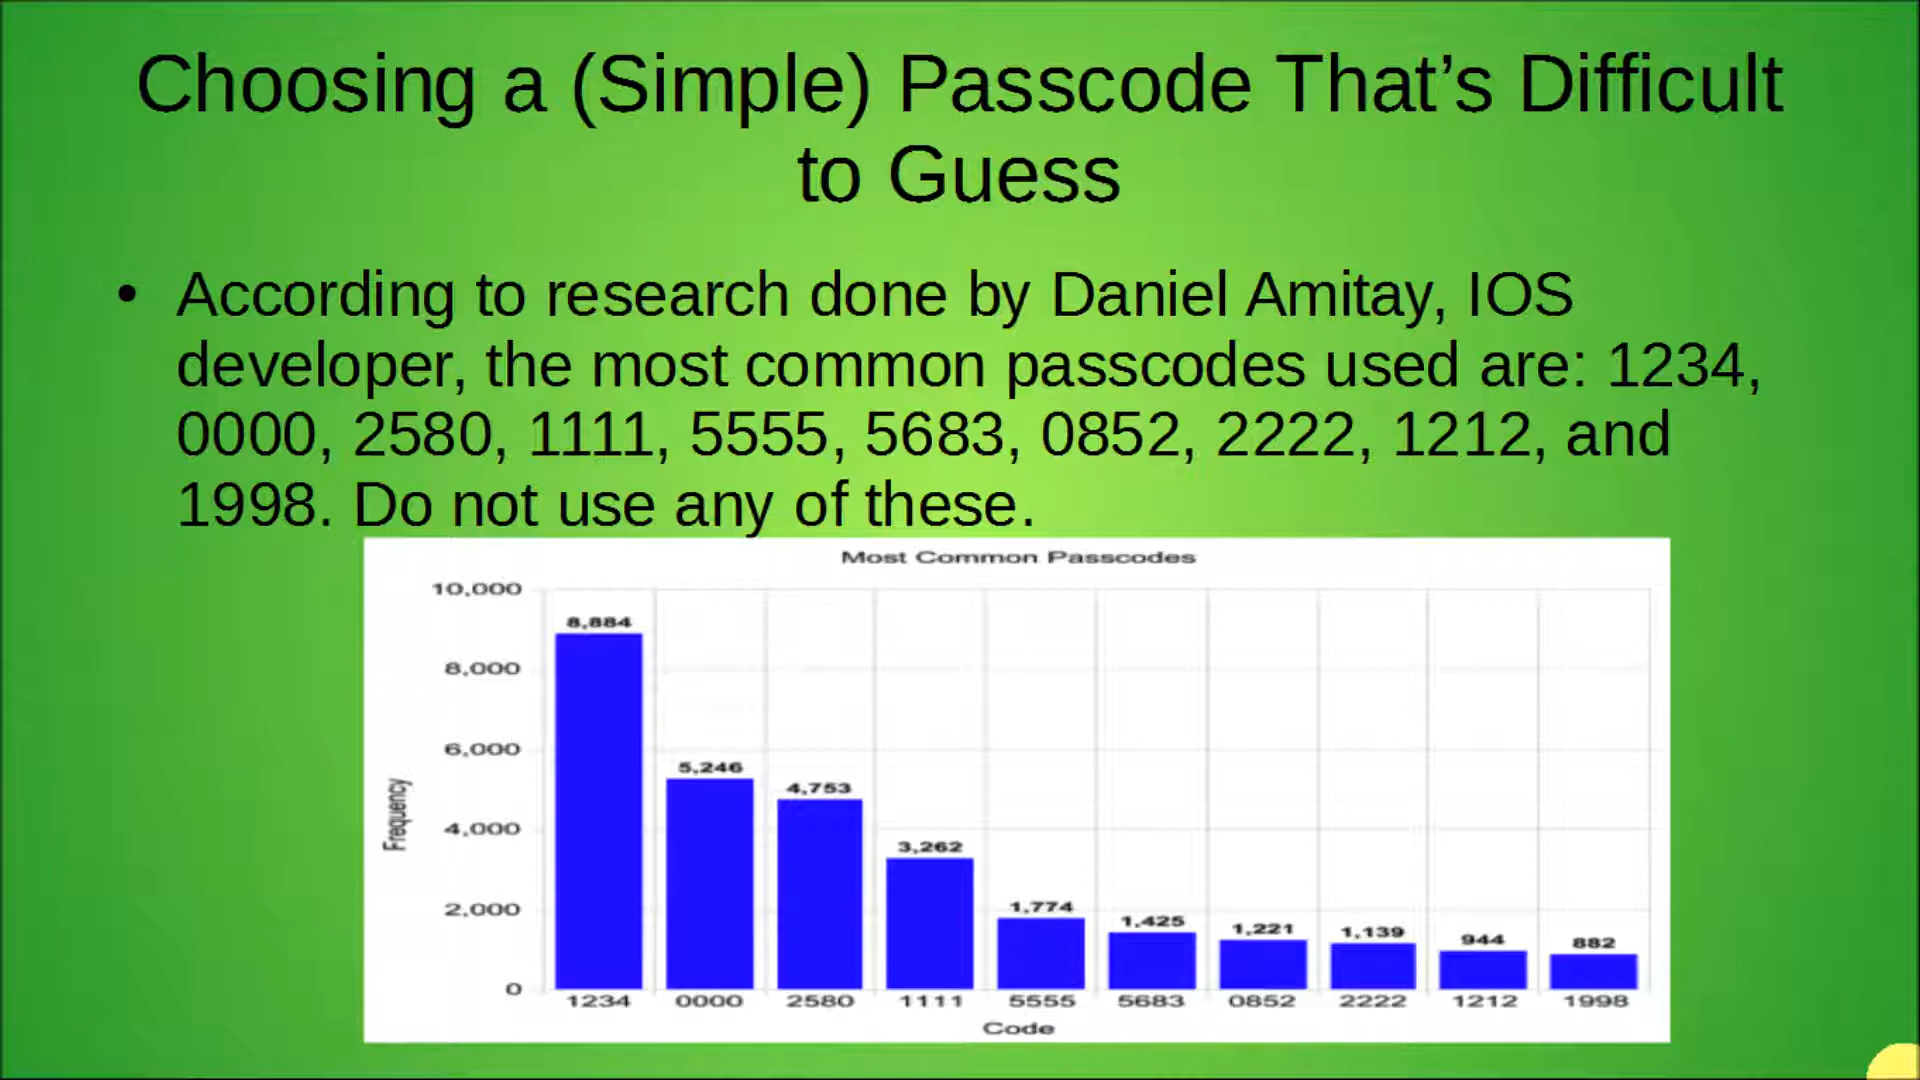 Choosing a (Simple) Passcode That’s Difficult
to Guess
• According to research done by Daniel Amitay, IOS
developer, the most common passcodes used are: 1234,
0000, 2580, 1111, 5555, 5683, 0852, 2222, 1212, and
1998. Do not use any of these.
Most Common Passcodes
10,000
8,000
6,000
4,000
2,000
0
Frequency
8,884
5,246
4,753
3,262
1,774
1,425
1,221
1,139
944
882
1234 0000 2580 1111 5555 5683 0852 2222 1212 1998
Code